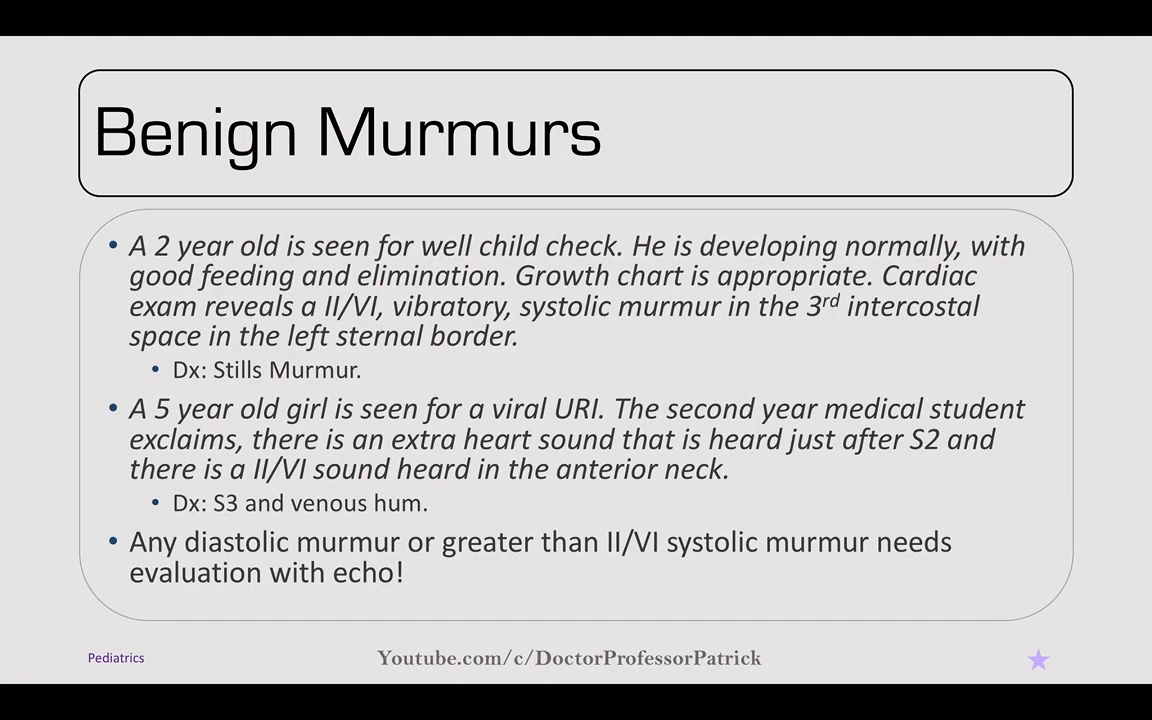 Benign Murmurs
• A 2 year old is seen for well child check. He is developing normally, with
good feeding and elimination. Growth chart is appropriate. Cardiac
exam reveals a II/VI, vibratory, systolic murmur in the 3rd intercostal
space in the left sternal border.
• Dx: Stills Murmur.
• A 5 year old girl is seen for a viral URI. The second year medical student
exclaims, there is an extra heart sound that is heard just after S2 and
there is a II/VI sound heard in the anterior neck.
• Dx: S3 and venous hum.
• Any diastolic murmur or greater than II/VI systolic murmur needs
evaluation with echo!
Pediatrics
Youtube.com/c/DoctorProfessorPatrick